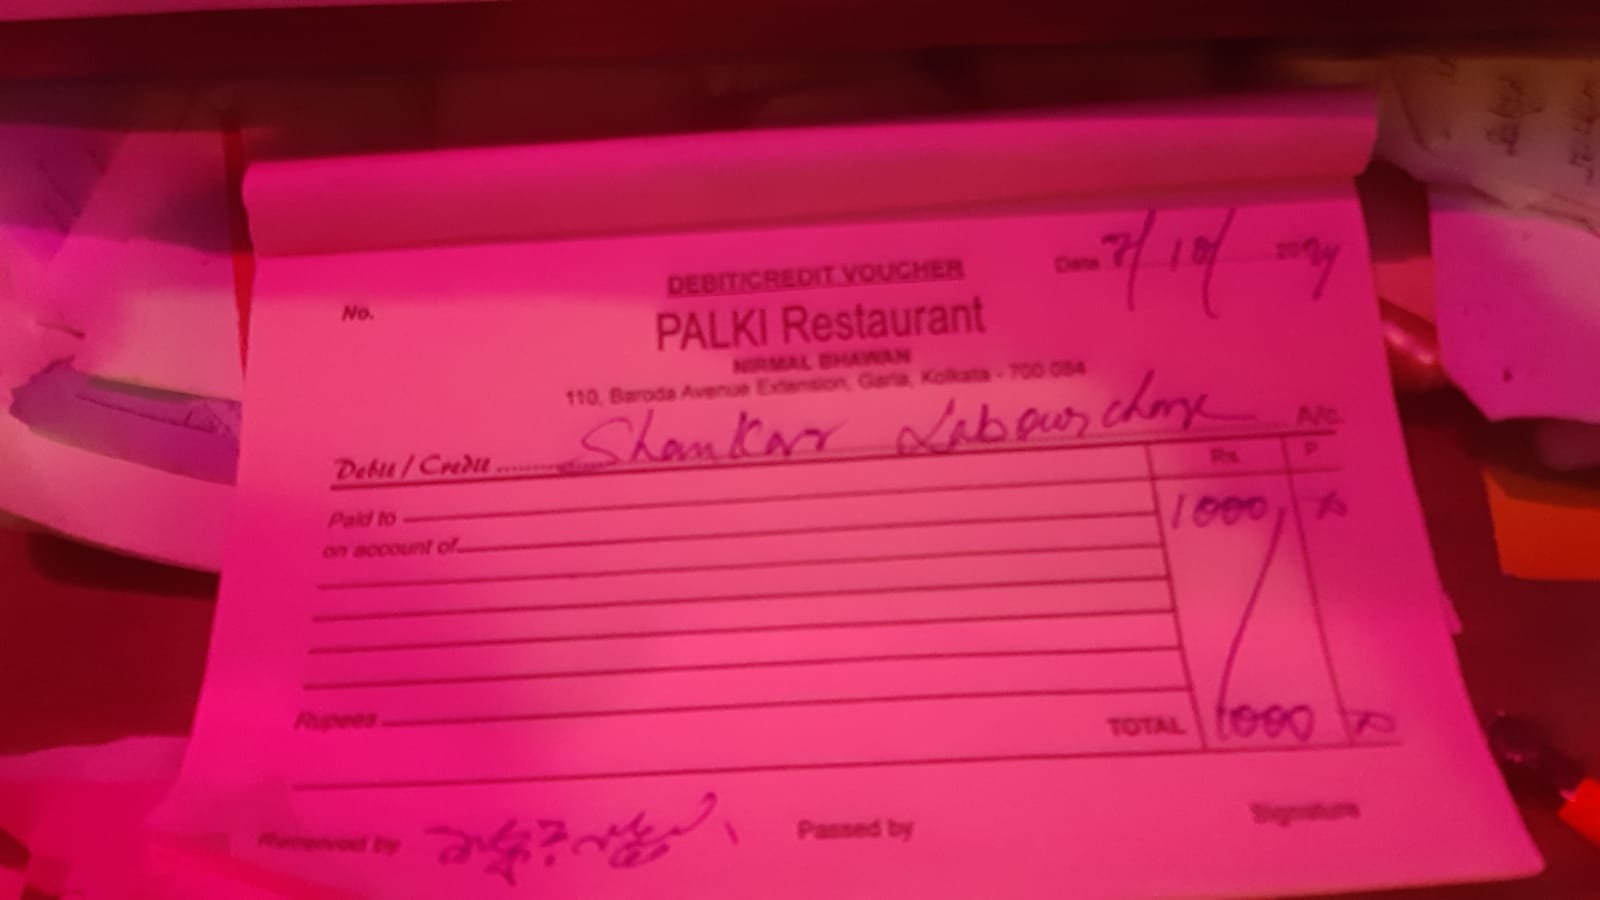 DEBIT/CREDIT VOUCHER
Date 7/10/2024
No.
PALKI Restaurant
NIRMAL BHAWAN
110, Baroda Avenue Extension, Garia, Kolkata - 700 084
Debit / Credit Shankar Labour charge A/c.
Rs. P.
Paid to 1000
on account of
Rupees TOTAL 1000
Received by Passed by Signature